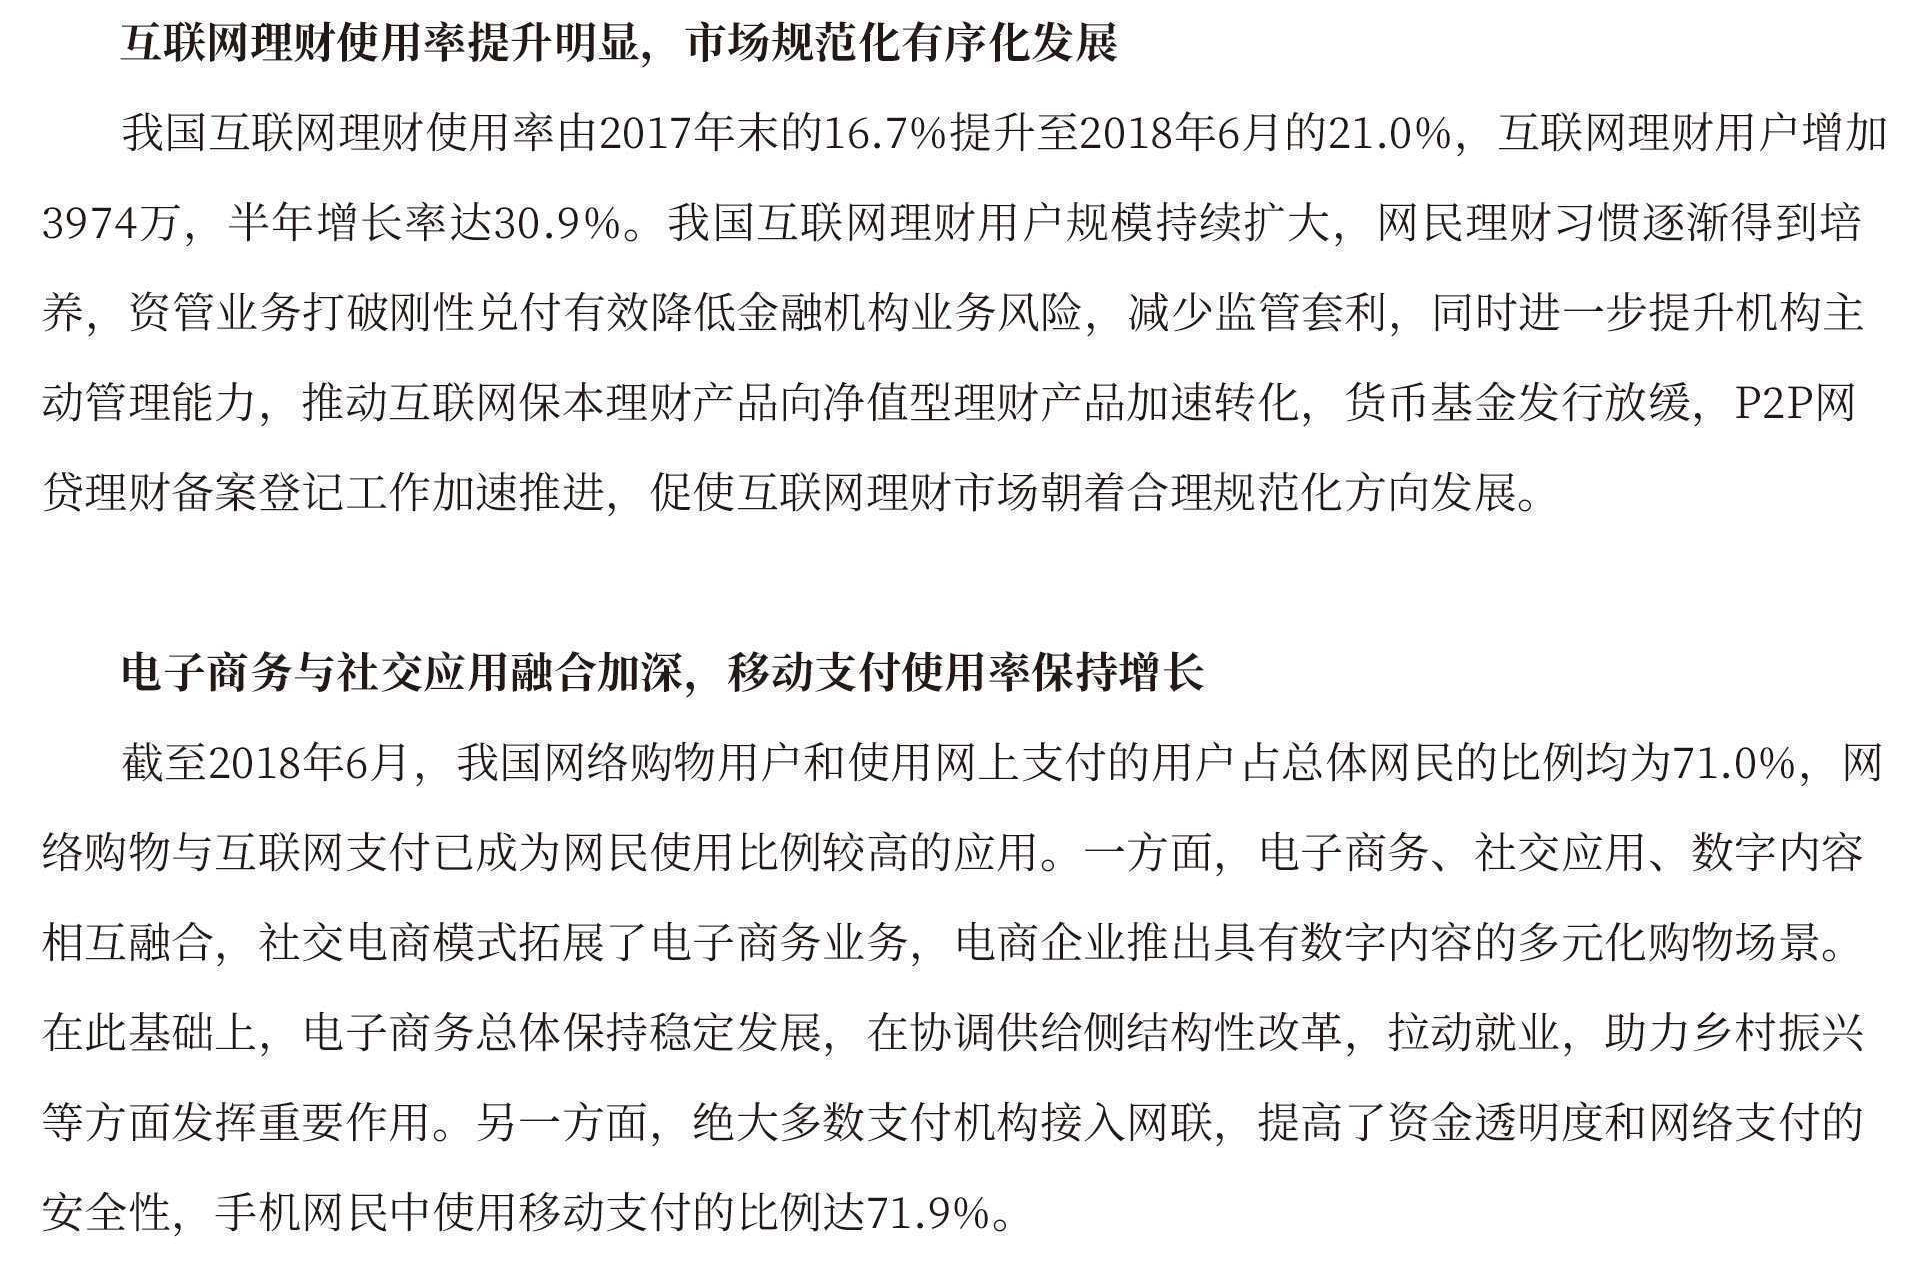 互联网理财使用率提升明显，市场规范化有序化发展
我国互联网理财使用率由2017年末的16.7%提升至2018年6月的21.0%，互联网理财用户增加
3974万，半年增长率达30.9%。我国互联网理财用户规模持续扩大，网民理财习惯逐渐得到培
养，资管业务打破刚性兑付有效降低金融机构业务风险，减少监管套利，同时进一步提升机构主
动管理能力，推动互联网保本理财产品向净值型理财产品加速转化，货币基金发行放缓，P2P网
贷理财备案登记工作加速推进，促使互联网理财市场朝着合理规范化方向发展。
电子商务与社交应用融合加深，移动支付使用率保持增长
截至2018年6月，我国网络购物用户和使用网上支付的用户占总体网民的比例均为71.0%，网
络购物与互联网支付已成为网民使用比例较高的应用。一方面，电子商务、社交应用、数字内容
相互融合，社交电商模式拓展了电子商务业务，电商企业推出具有数字内容的多元化购物场景。
在此基础上，电子商务总体保持稳定发展，在协调供给侧结构性改革，拉动就业，助力乡村振兴
等方面发挥重要作用。另一方面，绝大多数支付机构接入网联，提高了资金透明度和网络支付的
安全性，手机网民中使用移动支付的比例达71.9%。